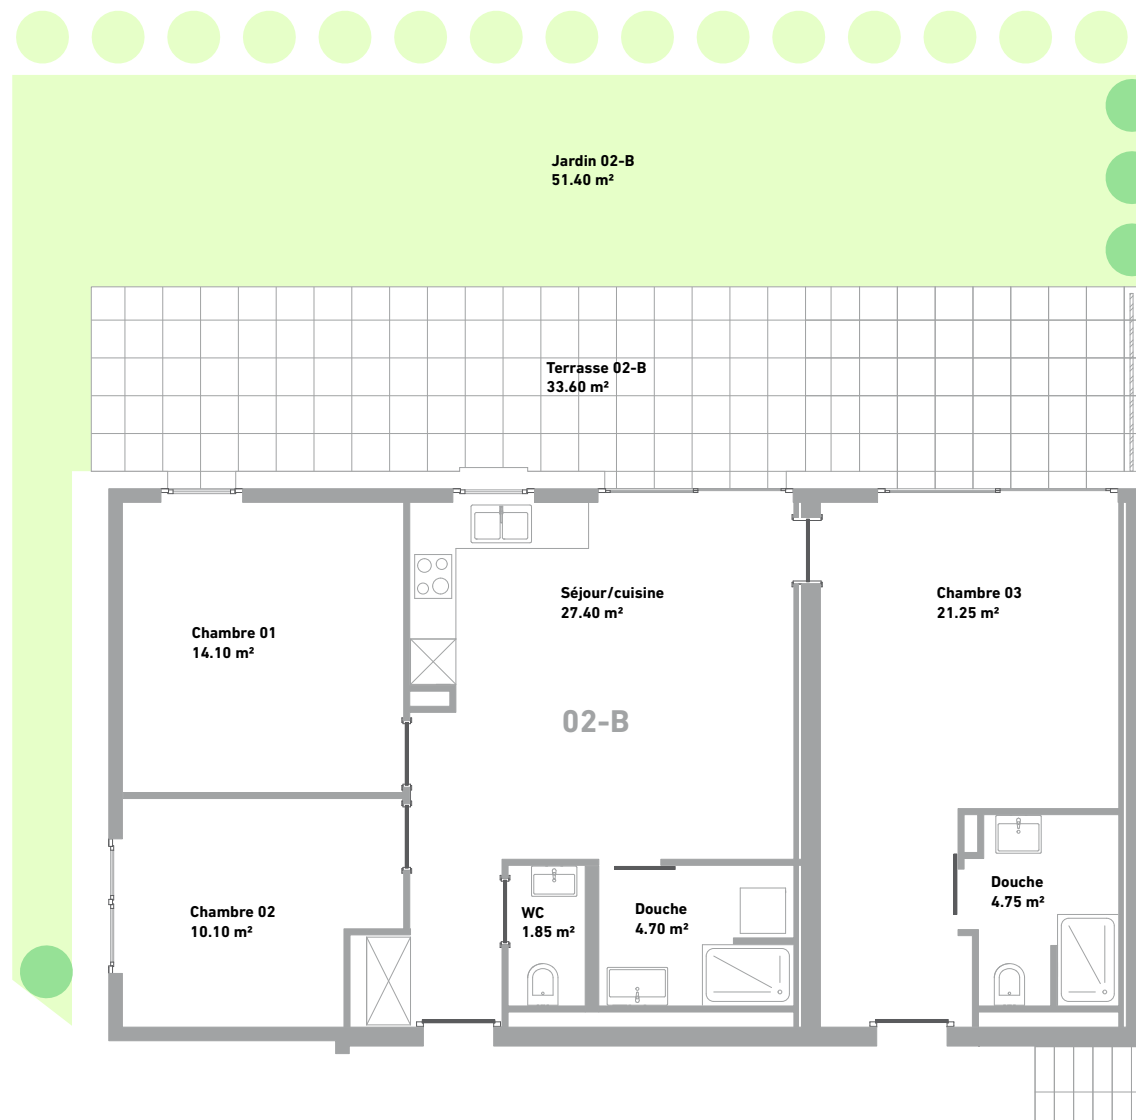 Jardin 02-B
51.40 m²
Terrasse 02-B
33.60 m²
Séjour/cuisine
27.40 m²
Chambre 03
21.25 m²
Chambre 01
14.10 m²
02-B
Chambre 02
10.10 m²
WC
1.85 m²
Douche
4.70 m²
Douche
4.75 m²